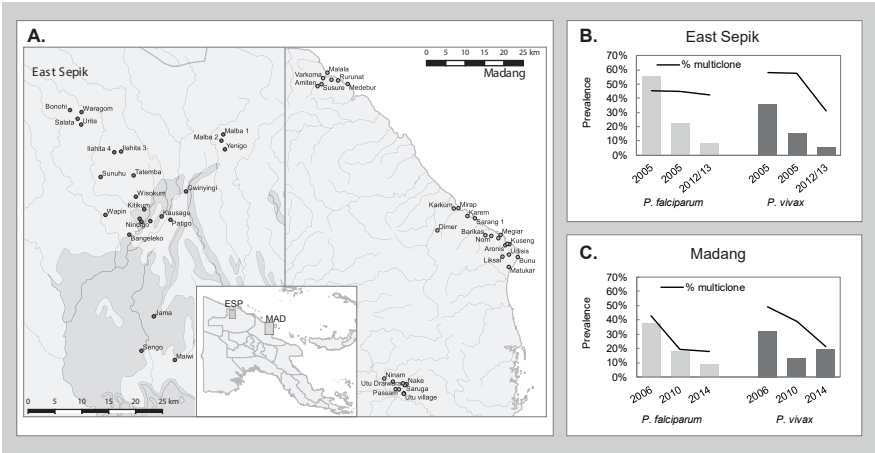 A.
0 5 10 15 20 25 km
East Sepik
Madang
Malala
Varkoma
Rurunat
Amiten
Susure
Medebur
Bonohi
Waragom
Salata
Urita
Malba 1
Malba 2
Yenigo
Ilahita 4
Ilahita 3
Sunuhu
Tatemba
Gwinyingi
Wisokum
Kitikum
Wapin
Kausagu
Nindigo
Patigo
Bangeleko
Karkum
Mirap
Karem
Sarang 1
Dimer
Barikas
Megiar
Nom
Kuseng
Aronis
Udisis
Liksal
Bunu
Matukar
ESP
MAD
Jama
Sengo
Maiwi
Ninam
Utu Draiwara
Nake
Saruga
Passam
Utu village
0 5 10 15 20 25 km
B.
East Sepik
70%
60%
50%
40%
30%
20%
10%
0%
Prevalence
% multiclone
2005 2005 2012/13 2005 2005 2012/13
P. falciparum P. vivax
C.
Madang
70%
60%
50%
40%
30%
20%
10%
0%
Prevalence
% multiclone
2006 2010 2014 2006 2010 2014
P. falciparum P. vivax